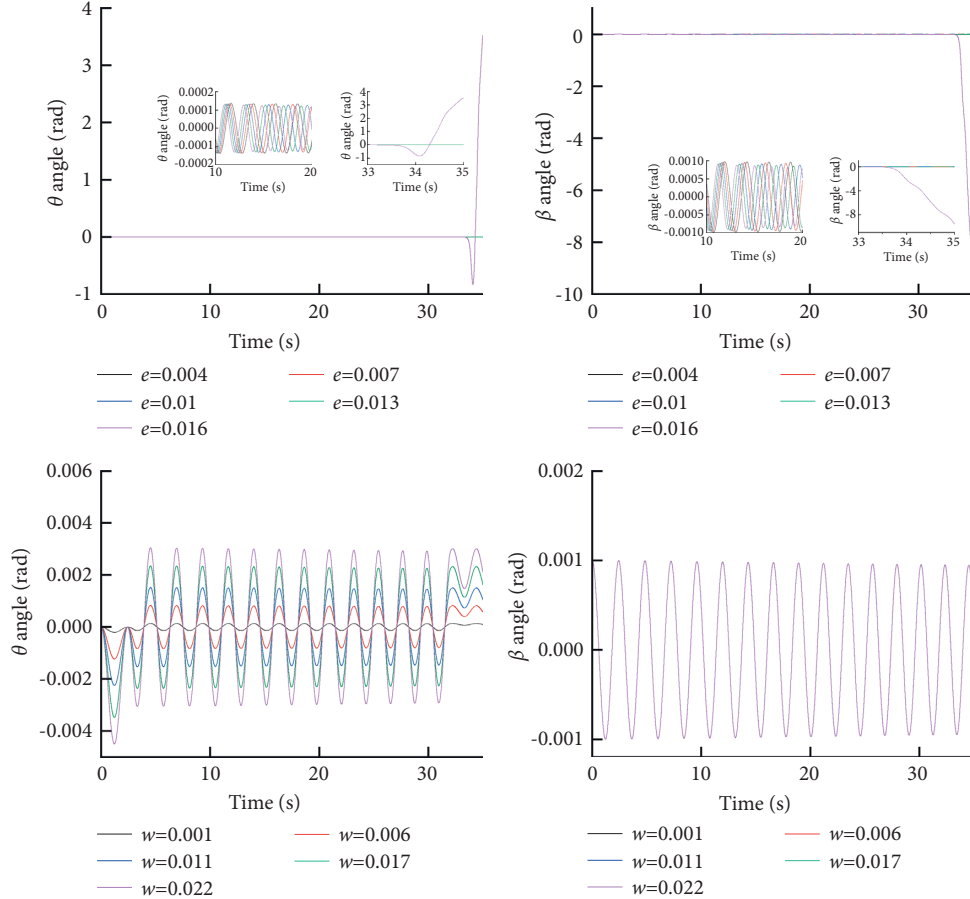 4
3
2
1
0
-1
θ angle (rad)
0.0002
0.0001
0.0000
-0.0001
-0.0002
θ angle (rad)
10
20
Time (s)
4
3
2
1
0
-1
θ angle (rad)
33
34
35
Time (s)
0
10
20
30
Time (s)
e=0.004
e=0.007
e=0.01
e=0.013
e=0.016
0
-2
-4
-6
-8
-10
β angle (rad)
0.0010
0.0005
0.0000
-0.0005
-0.0010
β angle (rad)
10
20
Time (s)
0
-4
-8
β angle (rad)
33
34
35
Time (s)
0
10
20
30
Time (s)
e=0.004
e=0.007
e=0.01
e=0.013
e=0.016
0.006
0.004
0.002
0.000
-0.002
-0.004
θ angle (rad)
0
10
20
30
Time (s)
w=0.001
w=0.006
w=0.011
w=0.017
w=0.022
0.002
0.001
0.000
-0.001
β angle (rad)
0
10
20
30
Time (s)
w=0.001
w=0.006
w=0.011
w=0.017
w=0.022